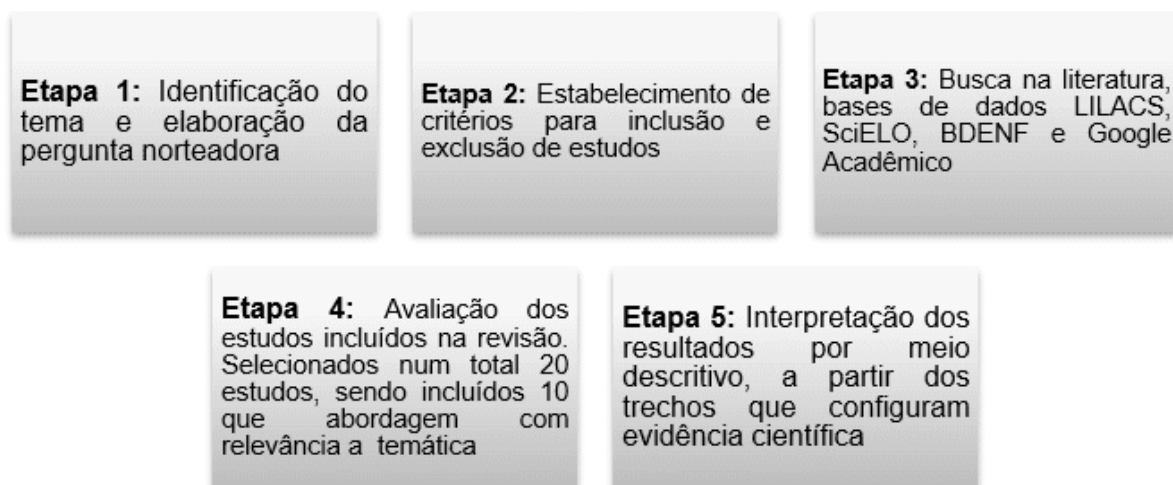 Etapa 1: Identificação do
tema e elaboração da
pergunta norteadora
Etapa 2: Estabelecimento de
critérios para inclusão e
exclusão de estudos
Etapa 3: Busca na literatura,
bases de dados LILACS,
SciELO, BDENF e Google
Acadêmico
Etapa 4: Avaliação dos
estudos incluídos na revisão.
Selecionados num total 20
estudos, sendo incluídos 10
que abordagem com
relevância a temática
Etapa 5: Interpretação dos
resultados por meio
descritivo, a partir dos
trechos que configuram
evidência científica